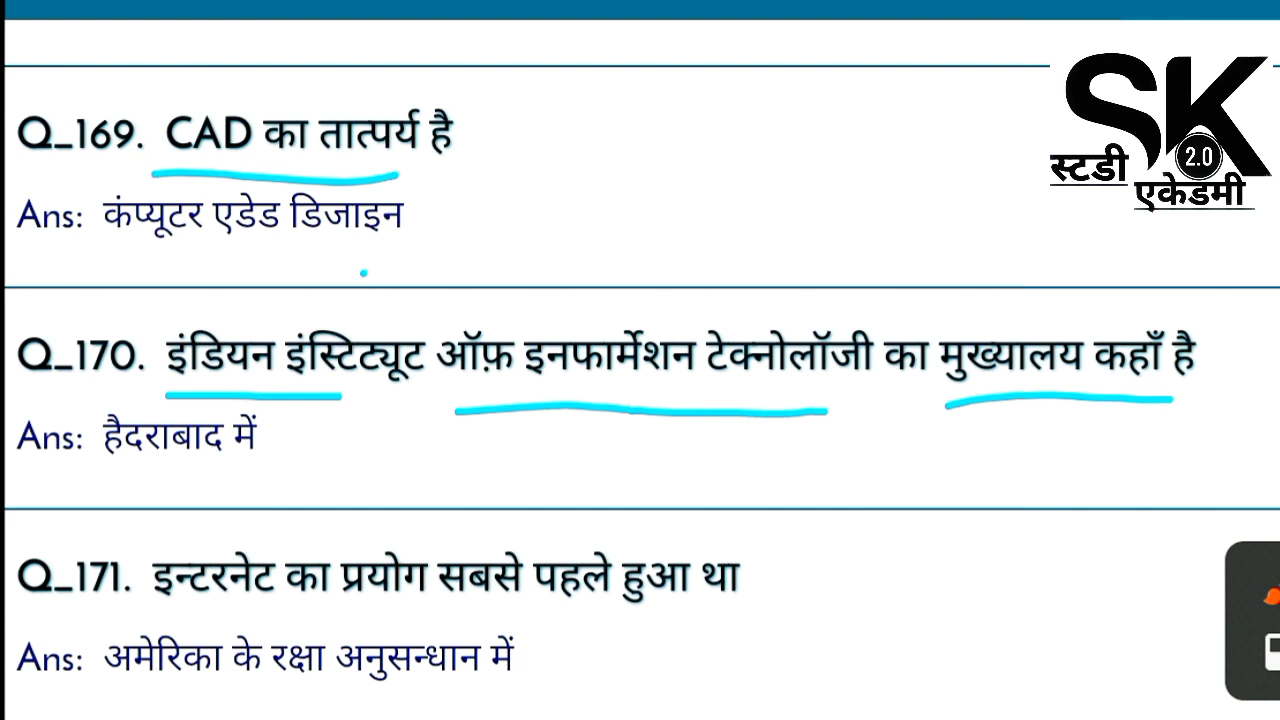 SK
2.0
स्टडी
एकेडमी
Q_169. CAD का तात्पर्य है
Ans: कंप्यूटर एडेड डिजाइन
Q_170. इंडियन इंस्टिट्यूट ऑफ़ इनफार्मेशन टेक्नोलॉजी का मुख्यालय कहाँ है
Ans: हैदराबाद में
Q_171. इन्टरनेट का प्रयोग सबसे पहले हुआ था
Ans: अमेरिका के रक्षा अनुसन्धान में